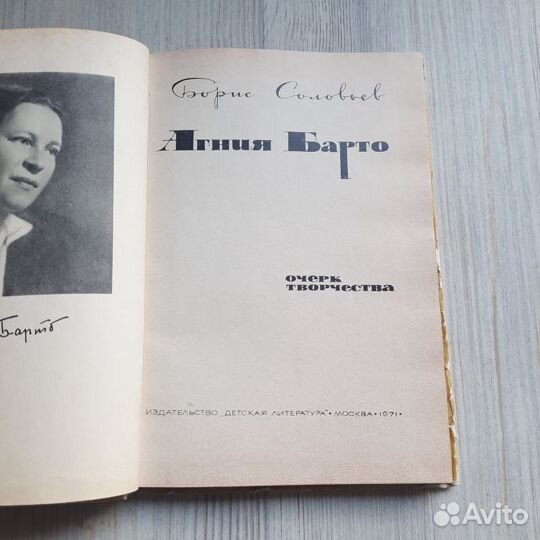 Борис Соловьев
Агния Барто
очерк
творчества
Барто
ИЗДАТЕЛЬСТВО „ДЕТСКАЯ ЛИТЕРАТУРА“ • МОСКВА • 1971 •
Avito